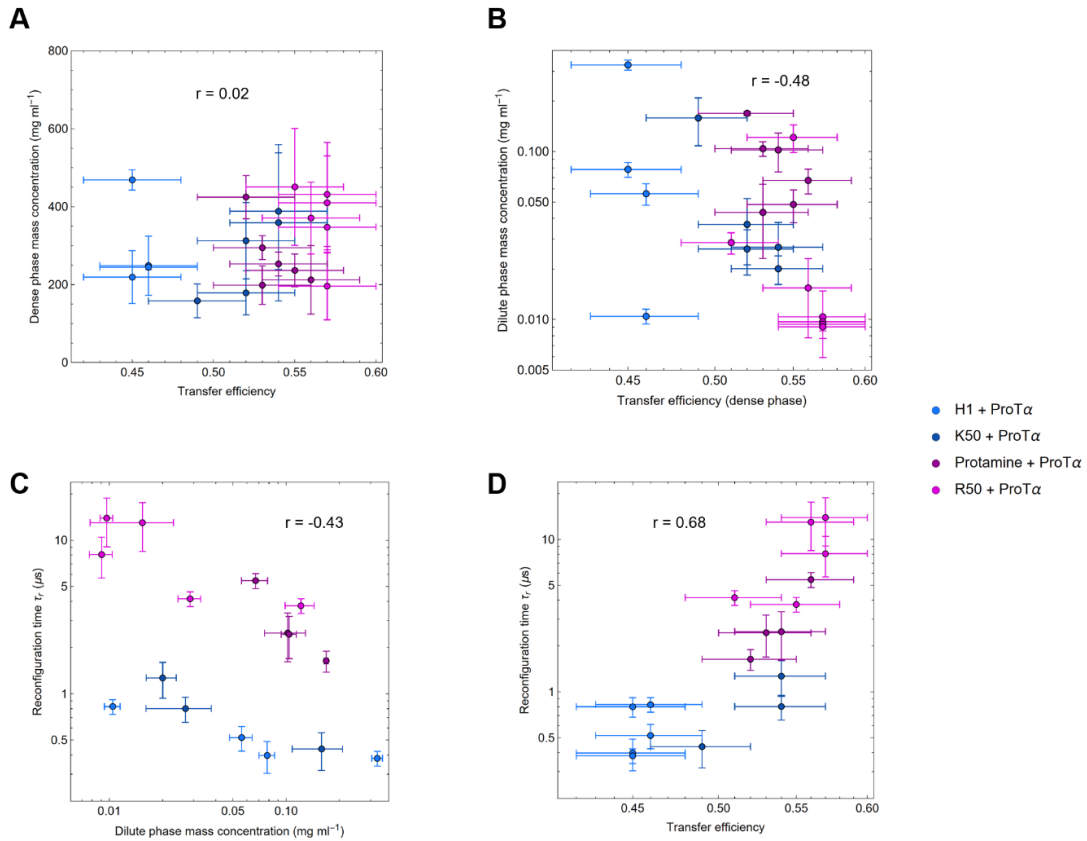 A
Dense phase mass concentration (mg ml⁻¹)
800
600
400
200
0
r = 0.02
0.45
0.50
0.55
0.60
Transfer efficiency
B
Dilute phase mass concentration (mg ml⁻¹)
0.100
0.050
0.010
0.005
r = -0.48
0.45
0.50
0.55
0.60
Transfer efficiency (dense phase)
H1 + ProTα
K50 + ProTα
Protamine + ProTα
R50 + ProTα
C
Reconfiguration time τr (μs)
10
5
1
0.5
r = -0.43
0.01
0.05
0.10
Dilute phase mass concentration (mg ml⁻¹)
D
Reconfiguration time τr (μs)
10
5
1
0.5
r = 0.68
0.45
0.50
0.55
0.60
Transfer efficiency